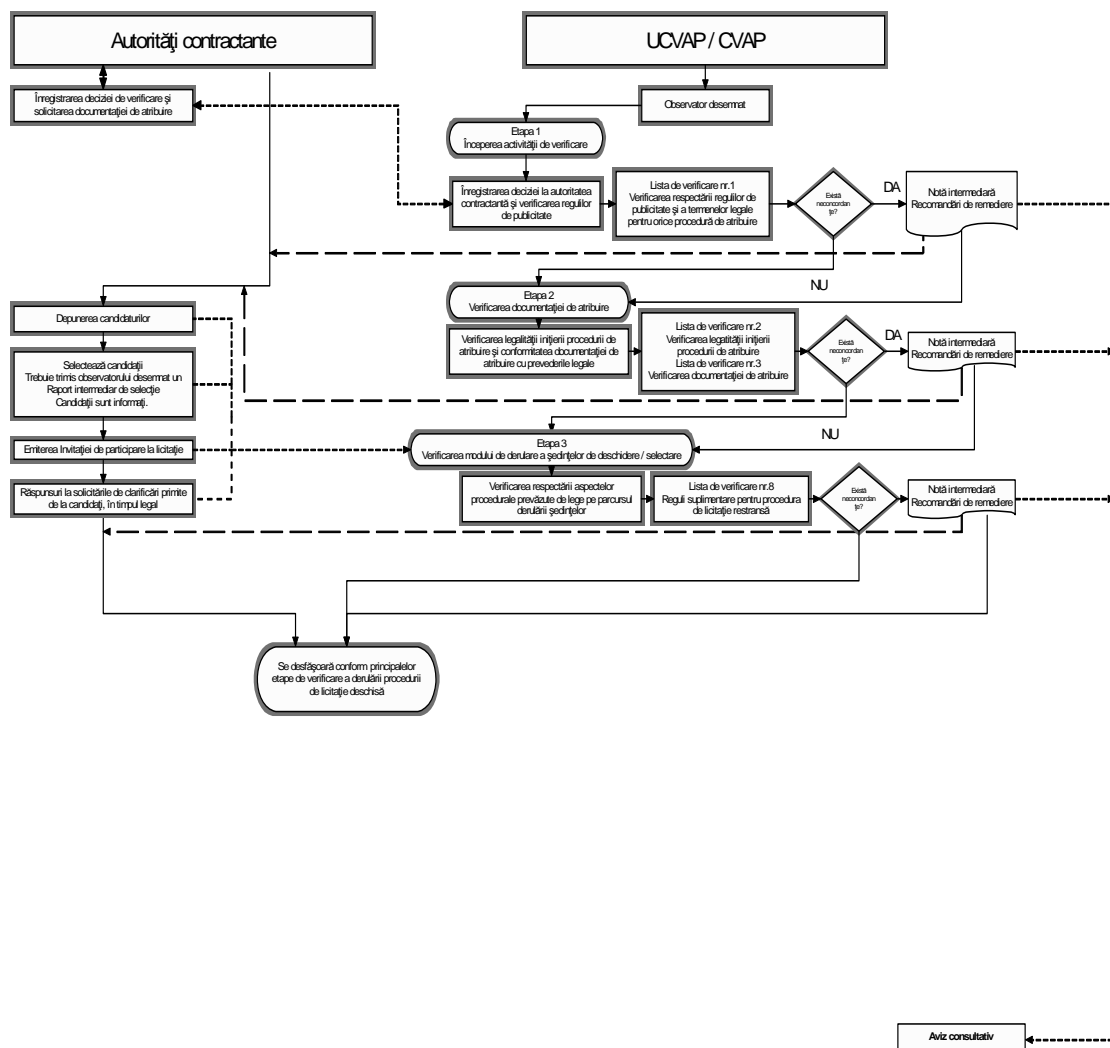 Autorităţi contractante
UCVAP / CVAP
Înregistrarea deciziei de verificare şi
solicitarea documentaţiei de atribuire
Observator desemnat
Etapa 1
Începerea activităţii de verificare
Înregistrarea deciziei la autoritatea
contractantă şi verificarea regulilor
de publicitate
Lista de verificare nr.1
Verificarea respectării regulilor de
publicitate şi a termenelor legale
pentru orice procedură de atribuire
Există
neconcordan
ţe?
DA
Notă intermediară
Recomandări de remediere
NU
Etapa 2
Verificarea documentaţiei de atribuire
Depunerea candidaturilor
Verificarea legalităţii iniţierii procedurii de
atribuire şi conformitatea documentaţiei de
atribuire cu prevederile legale
Lista de verificare nr.2
Verificarea legatităţii iniţierii
procedurii de atribuire
Lista de verificare nr.3
Verificarea documentaţiei de atribuire
Există
neconcordan
ţe?
DA
Notă intermediară
Recomandări de remediere
Selectează candidaţii
Trebuie trimis observatorului desemnat un
Raport intermediar de selecţie
Candidaţii sunt informaţi.
NU
Emiterea Invitaţiei de participare la licitaţie
Etapa 3
Verificarea modului de derulare a şedinţelor de deschidere / selectare
Răspunsuri la solicitările de clarificări primite
de la candidaţi, în timpul legal
Verificarea respectării aspectelor
procedurale prevăzute de lege pe parcursul
derulării şedinţelor
Lista de verificare nr.8
Reguli suplimentare pentru procedura
de licitaţie restransă
Există
neconcordan
ţe?
DA
Notă intermediară
Recomandări de remediere
Se desfăşoară conform principalelor
etape de verificare a derulării procedurii
de licitaţie deschisă
Aviz consultativ